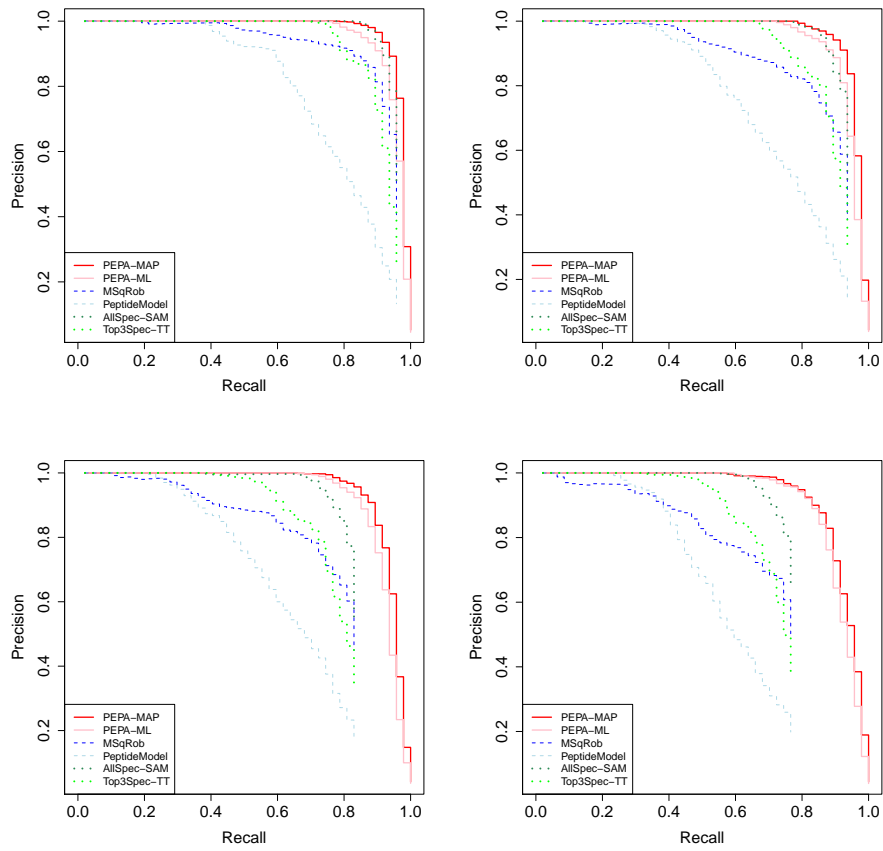 1.0
0.8
0.6
0.4
0.2
Precision
PEPA−MAP
PEPA−ML
MSqRob
PeptideModel
AllSpec−SAM
Top3Spec−TT
0.0 0.2 0.4 0.6 0.8 1.0
Recall
1.0
0.8
0.6
0.4
0.2
Precision
PEPA−MAP
PEPA−ML
MSqRob
PeptideModel
AllSpec−SAM
Top3Spec−TT
0.0 0.2 0.4 0.6 0.8 1.0
Recall
1.0
0.8
0.6
0.4
0.2
Precision
PEPA−MAP
PEPA−ML
MSqRob
PeptideModel
AllSpec−SAM
Top3Spec−TT
0.0 0.2 0.4 0.6 0.8 1.0
Recall
1.0
0.8
0.6
0.4
0.2
Precision
PEPA−MAP
PEPA−ML
MSqRob
PeptideModel
AllSpec−SAM
Top3Spec−TT
0.0 0.2 0.4 0.6 0.8 1.0
Recall